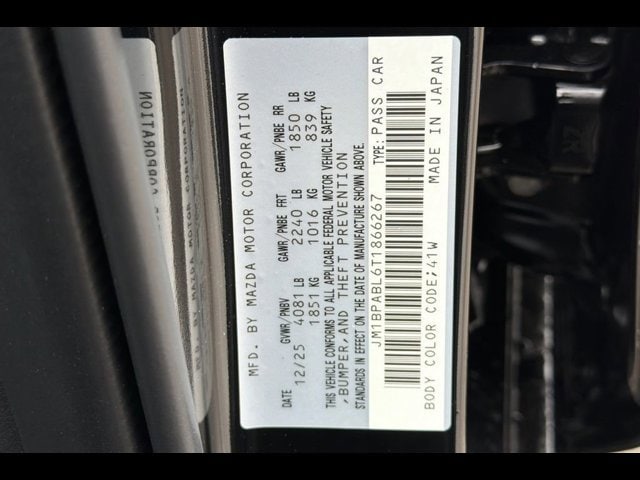 MFD. BY MAZDA MOTOR CORPORATION
DATE GVWR/PNBV GAWR/PNBE FRT GAWR/PNBE RR
12/25 4081 LB 2240 LB 1850 LB
1851 KG 1016 KG 839 KG
THIS VEHICLE CONFORMS TO ALL APPLICABLE FEDERAL MOTOR VEHICLE SAFETY
,BUMPER,AND THEFT PREVENTION
STANDARDS IN EFFECT ON THE DATE OF MANUFACTURE SHOWN ABOVE.
JM1BPABL6T1866267 TYPE: PASS CAR
BODY COLOR CODE:41W MADE IN JAPAN